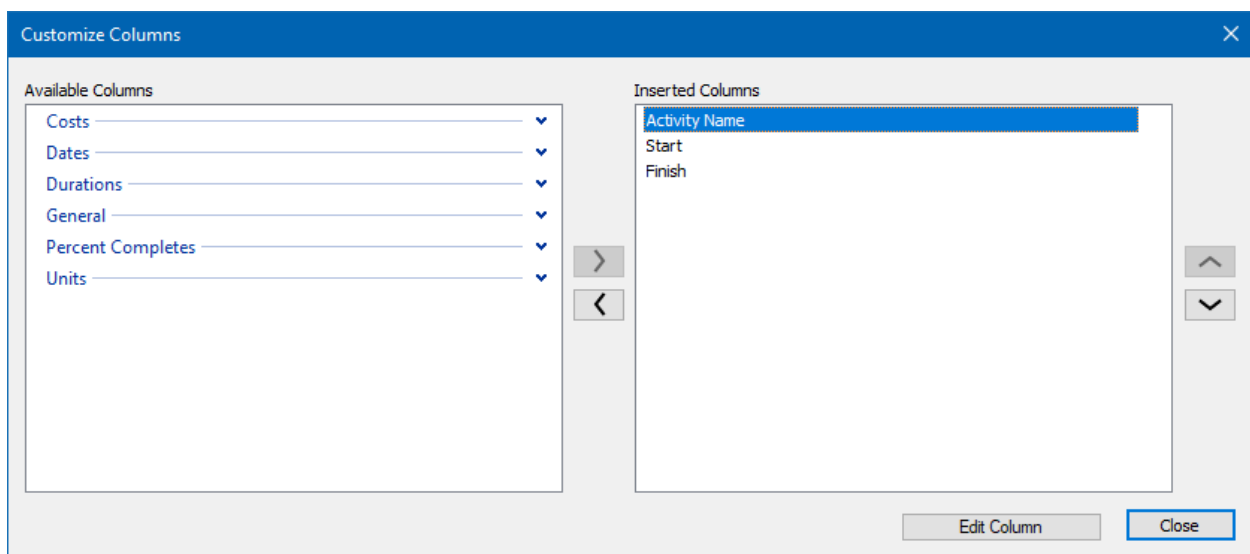 Customize Columns
Available Columns
Costs
Dates
Durations
General
Percent Completes
Units
Inserted Columns
Activity Name
Start
Finish
Edit Column
Close